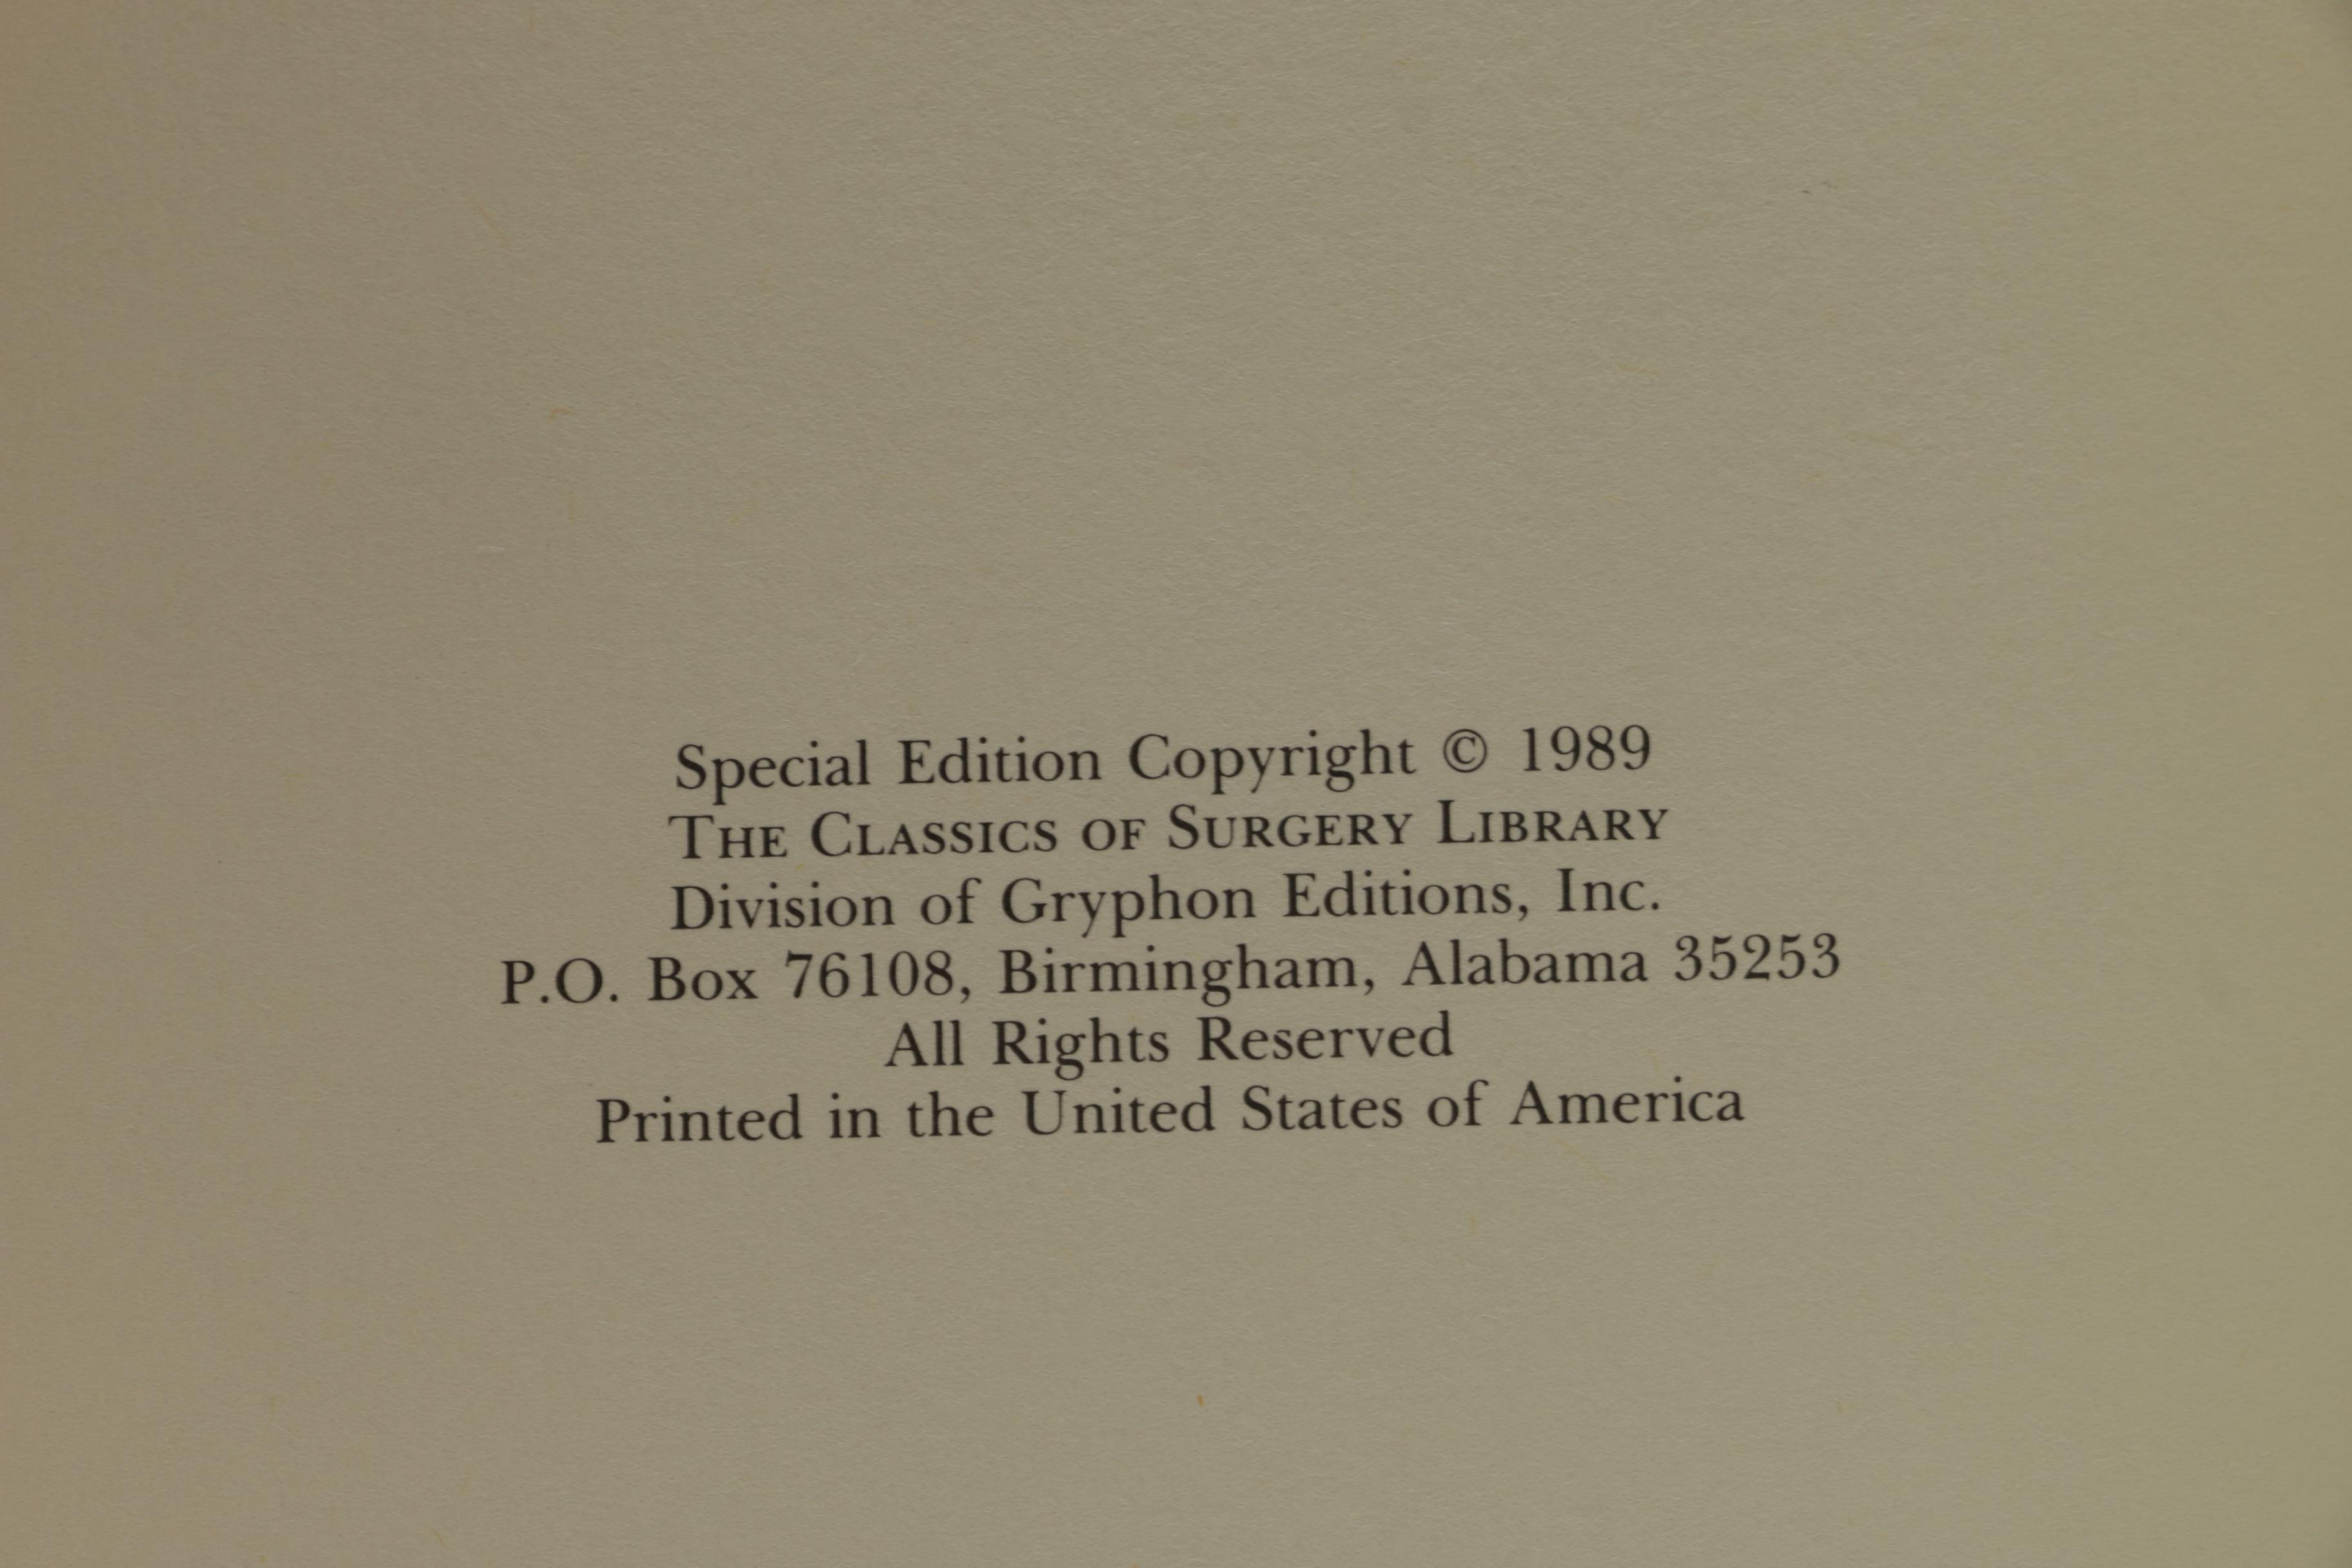 Special Edition Copyright © 1989
THE CLASSICS OF SURGERY LIBRARY
Division of Gryphon Editions, Inc.
P.O. Box 76108, Birmingham, Alabama 35253
All Rights Reserved
Printed in the United States of America